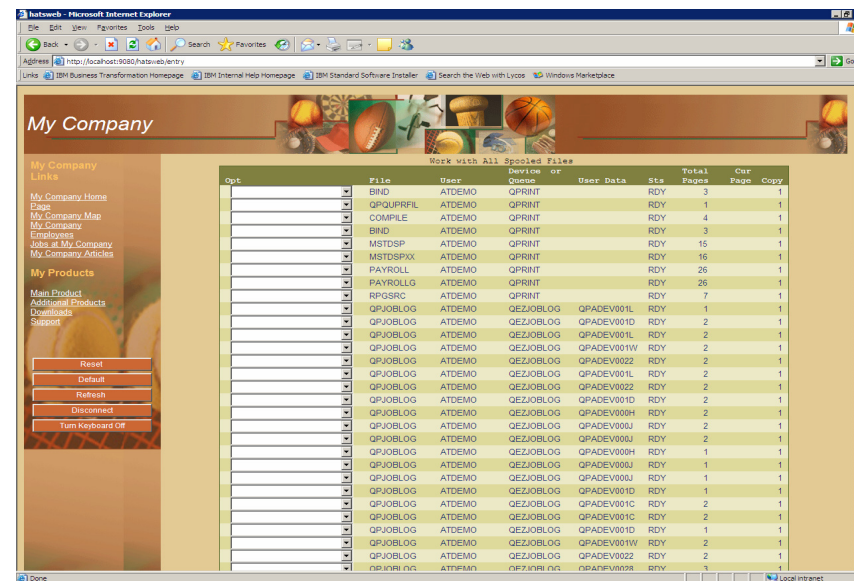 hatsweb - Microsoft Internet Explorer
File Edit View Favorites Tools Help
Back Search Favorites
Address http://localhost:9080/hatsweb/entry Go
Links IBM Business Transformation Homepage IBM Internal Help Homepage IBM Standard Software Installer Search the Web with Lycos Windows Marketplace
My Company
My Company Links
My Company Home Page
My Company Map
My Company Employees
Jobs at My Company
My Company Articles
My Products
Main Product
Additional Products
Downloads
Support
Reset
Default
Refresh
Disconnect
Turn Keyboard Off
Work with All Spooled Files
Opt File User Device or Queue User Data Sts Total Pages Cur Page Copy
BIND ATDEMO QPRINT RDY 3 1
QPQUPRFIL ATDEMO QPRINT RDY 1 1
COMPILE ATDEMO QPRINT RDY 4 1
BIND ATDEMO QPRINT RDY 3 1
MSTDSP ATDEMO QPRINT RDY 15 1
MSTDSPXX ATDEMO QPRINT RDY 16 1
PAYROLL ATDEMO QPRINT RDY 26 1
PAYROLLG ATDEMO QPRINT RDY 26 1
RPGSRC ATDEMO QPRINT RDY 7 1
QPJOBLOG ATDEMO QEZJOBLOG QPADEV001L RDY 1 1
QPJOBLOG ATDEMO QEZJOBLOG QPADEV001D RDY 2 1
QPJOBLOG ATDEMO QEZJOBLOG QPADEV001L RDY 2 1
QPJOBLOG ATDEMO QEZJOBLOG QPADEV001W RDY 2 1
QPJOBLOG ATDEMO QEZJOBLOG QPADEV0022 RDY 2 1
QPJOBLOG ATDEMO QEZJOBLOG QPADEV001L RDY 2 1
QPJOBLOG ATDEMO QEZJOBLOG QPADEV0022 RDY 2 1
QPJOBLOG ATDEMO QEZJOBLOG QPADEV001D RDY 2 1
QPJOBLOG ATDEMO QEZJOBLOG QPADEV000H RDY 2 1
QPJOBLOG ATDEMO QEZJOBLOG QPADEV000J RDY 2 1
QPJOBLOG ATDEMO QEZJOBLOG QPADEV000J RDY 2 1
QPJOBLOG ATDEMO QEZJOBLOG QPADEV000H RDY 1 1
QPJOBLOG ATDEMO QEZJOBLOG QPADEV000J RDY 1 1
QPJOBLOG ATDEMO QEZJOBLOG QPADEV000J RDY 1 1
QPJOBLOG ATDEMO QEZJOBLOG QPADEV001D RDY 1 1
QPJOBLOG ATDEMO QEZJOBLOG QPADEV001C RDY 2 1
QPJOBLOG ATDEMO QEZJOBLOG QPADEV001C RDY 2 1
QPJOBLOG ATDEMO QEZJOBLOG QPADEV001D RDY 1 1
QPJOBLOG ATDEMO QEZJOBLOG QPADEV001W RDY 2 1
QPJOBLOG ATDEMO QEZJOBLOG QPADEV0022 RDY 2 1
QPJOBLOG ATDEMO QEZJOBLOG QPADEV0028 RDY 3 1
Done Local intranet